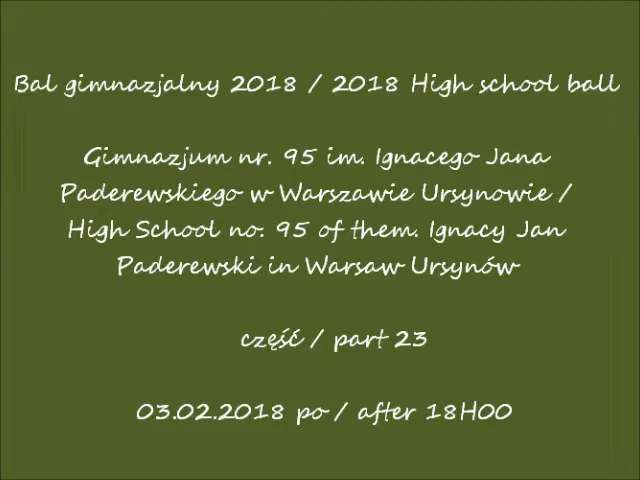 Bal gimnazjalny 2018 / 2018 High school ball
Gimnazjum nr. 95 im. Ignacego Jana
Paderewskiego w Warszawie Ursynowie /
High School no. 95 of them. Ignacy Jan
Paderewski in Warsaw Ursynów
część / part 23
03.02.2018 po / after 18H00